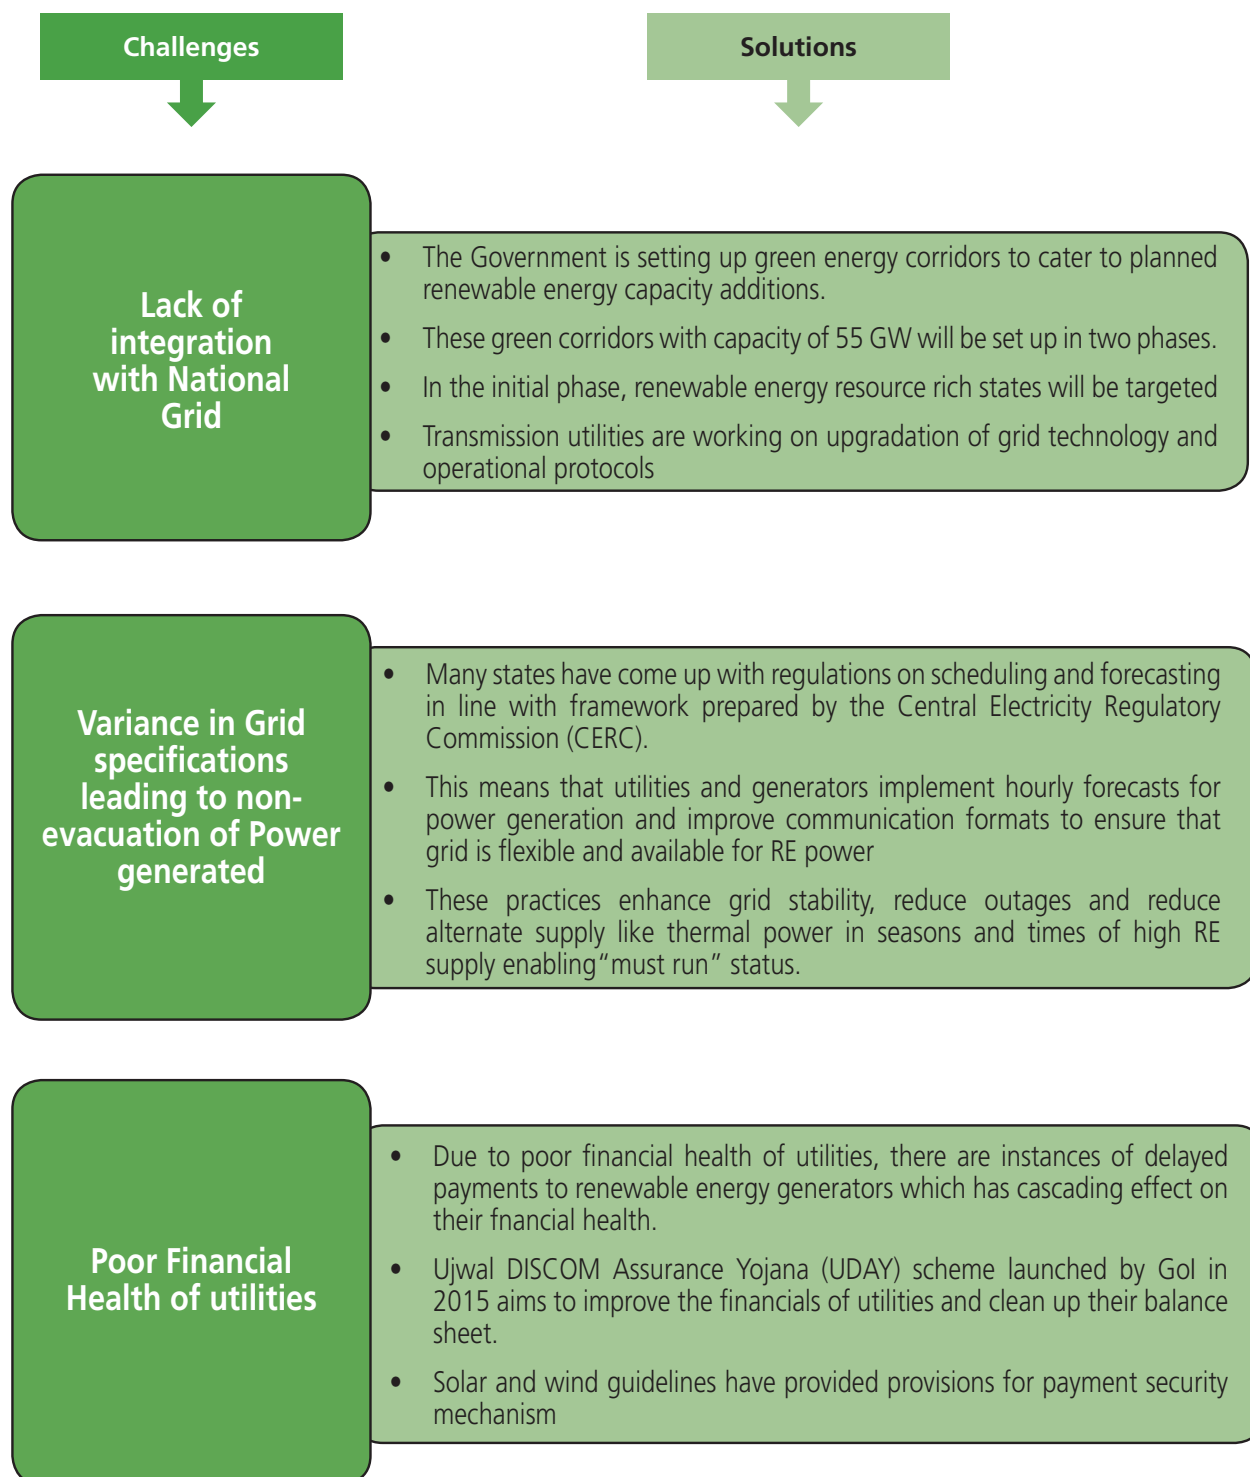 Challenges
Solutions
Lack of
integration
with National
Grid
• The Government is setting up green energy corridors to cater to planned
renewable energy capacity additions.
• These green corridors with capacity of 55 GW will be set up in two phases.
• In the initial phase, renewable energy resource rich states will be targeted
• Transmission utilities are working on upgradation of grid technology and
operational protocols
Variance in Grid
specifications
leading to non-
evacuation of Power
generated
• Many states have come up with regulations on scheduling and forecasting
in line with framework prepared by the Central Electricity Regulatory
Commission (CERC).
• This means that utilities and generators implement hourly forecasts for
power generation and improve communication formats to ensure that
grid is flexible and available for RE power
• These practices enhance grid stability, reduce outages and reduce
alternate supply like thermal power in seasons and times of high RE
supply enabling“must run” status.
Poor Financial
Health of utilities
• Due to poor financial health of utilities, there are instances of delayed
payments to renewable energy generators which has cascading effect on
their fnancial health.
• Ujwal DISCOM Assurance Yojana (UDAY) scheme launched by GoI in
2015 aims to improve the financials of utilities and clean up their balance
sheet.
• Solar and wind guidelines have provided provisions for payment security
mechanism